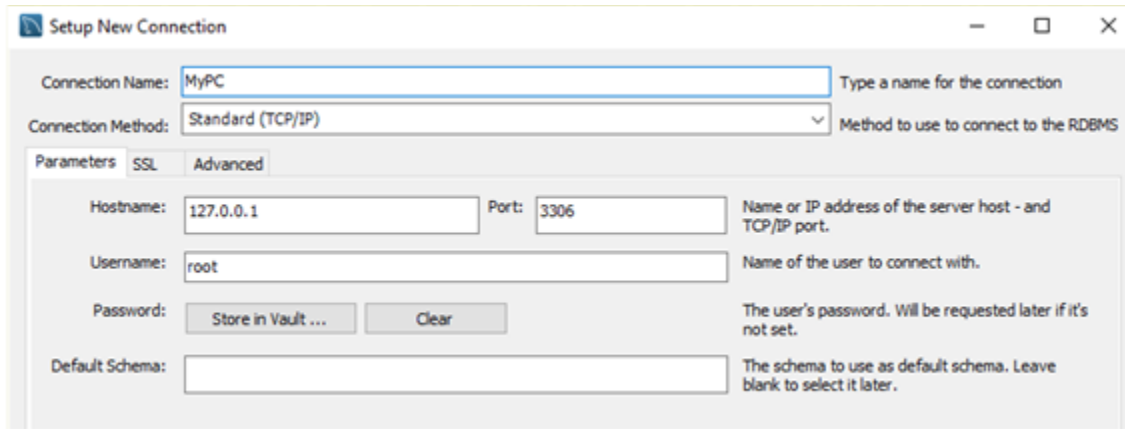 Setup New Connection
Connection Name: MyPC Type a name for the connection
Connection Method: Standard (TCP/IP) Method to use to connect to the RDBMS
Parameters SSL Advanced
Hostname: 127.0.0.1 Port: 3306 Name or IP address of the server host - and
TCP/IP port.
Username: root Name of the user to connect with.
Password: Store in Vault ... Clear The user's password. Will be requested later if it's
not set.
Default Schema: The schema to use as default schema. Leave
blank to select it later.